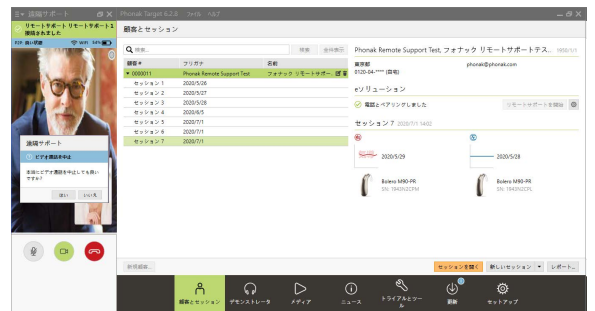 遠隔サポート
Phonak Target 6.2.8 ファイル ヘルプ
リモートサポート リモートサポート1
接続されました
WiFi 34%
遠隔サポート
ビデオ通話を中止
本当にビデオ通話を中止しても良い
ですか?
はい いいえ
顧客とセッション
検索...
検索 全件表示
顧客# フリガナ 名前
0000011 Phonak Remote Support Test フォナック リモートサポー..
セッション 1 2020/5/26
セッション 2 2020/5/27
セッション 3 2020/5/28
セッション 4 2020/6/5
セッション 5 2020/7/1
セッション 6 2020/7/1
セッション 7 2020/7/1
Phonak Remote Support Test, フォナック リモートサポートテス.. 1950/1/1
東京都 phonak@phonak.com
0120-06-**** (自宅)
eソリューション
電話とペアリングしました
リモートサポートを開始
セッション 7 2020/7/1 14:02
2020/5/29
2020/5/28
Bolero M90-PR
SN: 1942N2CPM
Bolero M90-PR
SN: 1942N2CPL
新規顧客...
セッションを開く 新しいセッション レポート...
顧客とセッション
デモンストレータ
メディア
ニュース
トライアルとツー
ル
更新
セットアップ